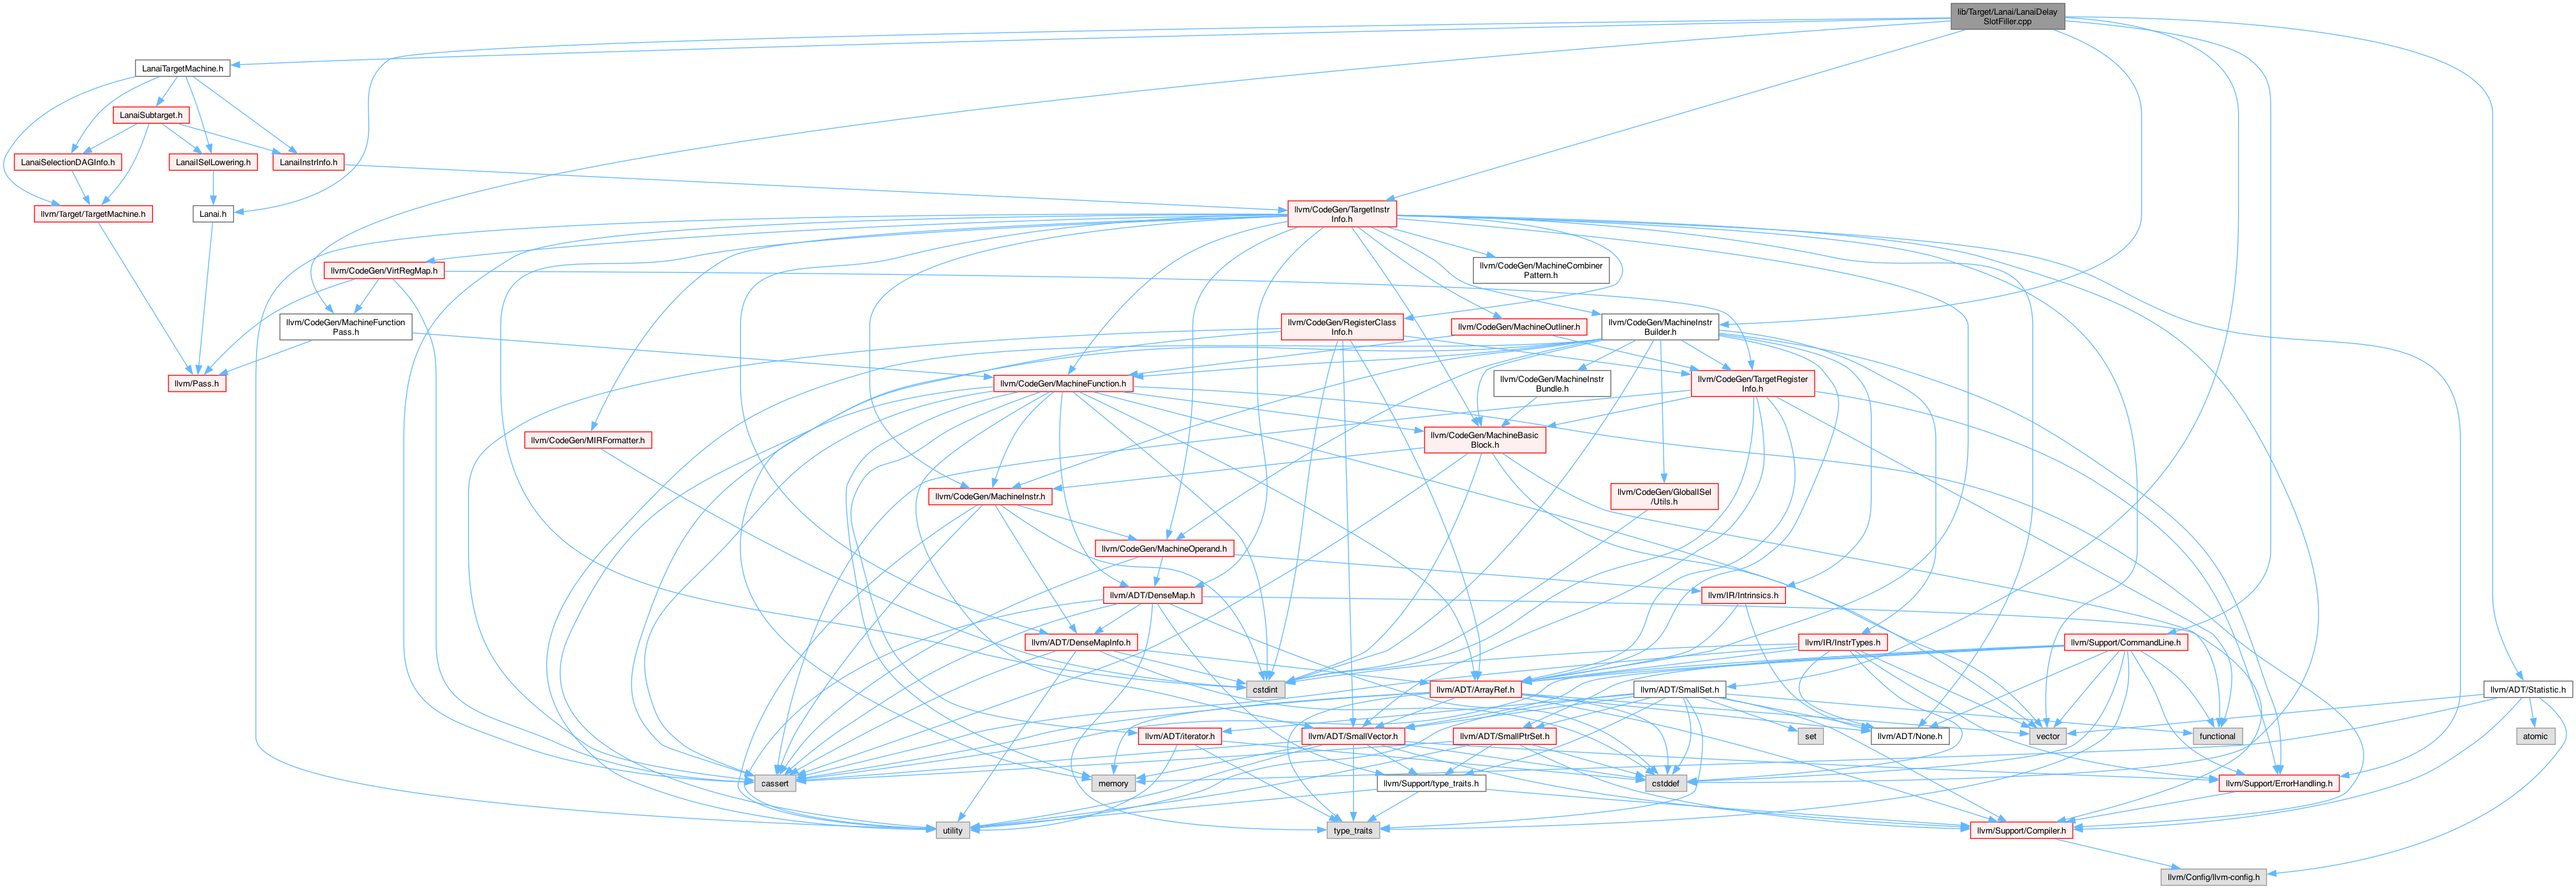 lib/Target/Lanai/LanaiDelay
SlotFiller.cpp
LanaiTargetMachine.h
LanaiSubtarget.h
LanaiSelectionDAGInfo.h
LanaiISelLowering.h
LanaiInstrInfo.h
llvm/Target/TargetMachine.h
Lanai.h
llvm/CodeGen/TargetInstr
Info.h
llvm/CodeGen/VirtRegMap.h
llvm/CodeGen/MachineCombiner
Pattern.h
llvm/CodeGen/MachineFunction
Pass.h
llvm/CodeGen/RegisterClass
Info.h
llvm/CodeGen/MachineOutliner.h
llvm/CodeGen/MachineInstr
Builder.h
llvm/Pass.h
llvm/CodeGen/MachineFunction.h
llvm/CodeGen/MachineInstr
Bundle.h
llvm/CodeGen/TargetRegister
Info.h
llvm/CodeGen/MIRFormatter.h
llvm/CodeGen/MachineBasic
Block.h
llvm/CodeGen/MachineInstr.h
llvm/CodeGen/GlobalISel
/Utils.h
llvm/CodeGen/MachineOperand.h
llvm/ADT/DenseMap.h
llvm/IR/Intrinsics.h
llvm/ADT/DenseMapInfo.h
llvm/IR/InstrTypes.h
llvm/Support/CommandLine.h
cstdint
llvm/ADT/ArrayRef.h
llvm/ADT/SmallSet.h
llvm/ADT/Statistic.h
llvm/ADT/iterator.h
llvm/ADT/SmallVector.h
llvm/ADT/SmallPtrSet.h
set
llvm/ADT/None.h
vector
functional
atomic
cassert
memory
llvm/Support/type_traits.h
cstddef
llvm/Support/ErrorHandling.h
utility
type_traits
llvm/Support/Compiler.h
llvm/Config/llvm-config.h